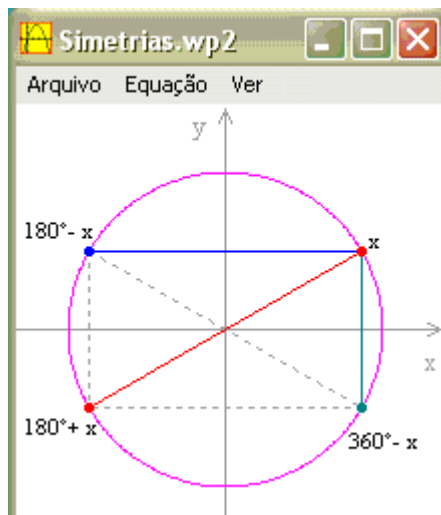 Simetrias.wp2
Arquivo Equação Ver
y
180°- x
x
x
180°+ x
360°- x